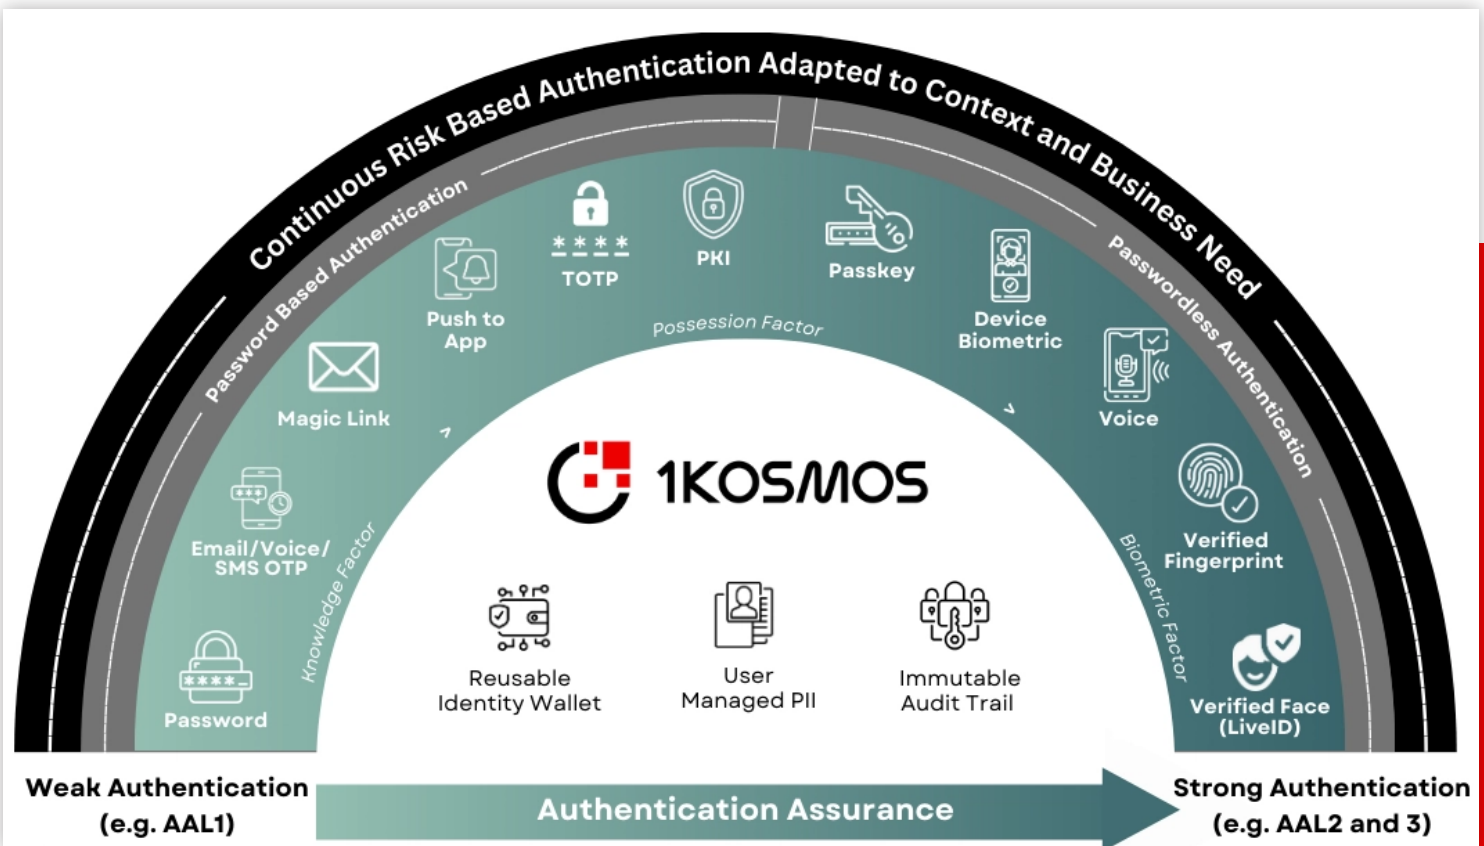 Continuous Risk Based Authentication Adapted to Context and Business Need
Password Based Authentication
Passwordless Authentication
Password
Email/Voice/
SMS OTP
Magic Link
Push to
App
* * * *
TOTP
PKI
Passkey
Device
Biometric
Voice
Verified
Fingerprint
Verified Face
(LiveID)
Knowledge Factor
>
Possession Factor
>
Biometric Factor
1KOSMOS
Reusable
Identity Wallet
User
Managed PII
Immutable
Audit Trail
Weak Authentication
(e.g. AAL1)
Authentication Assurance
Strong Authentication
(e.g. AAL2 and 3)